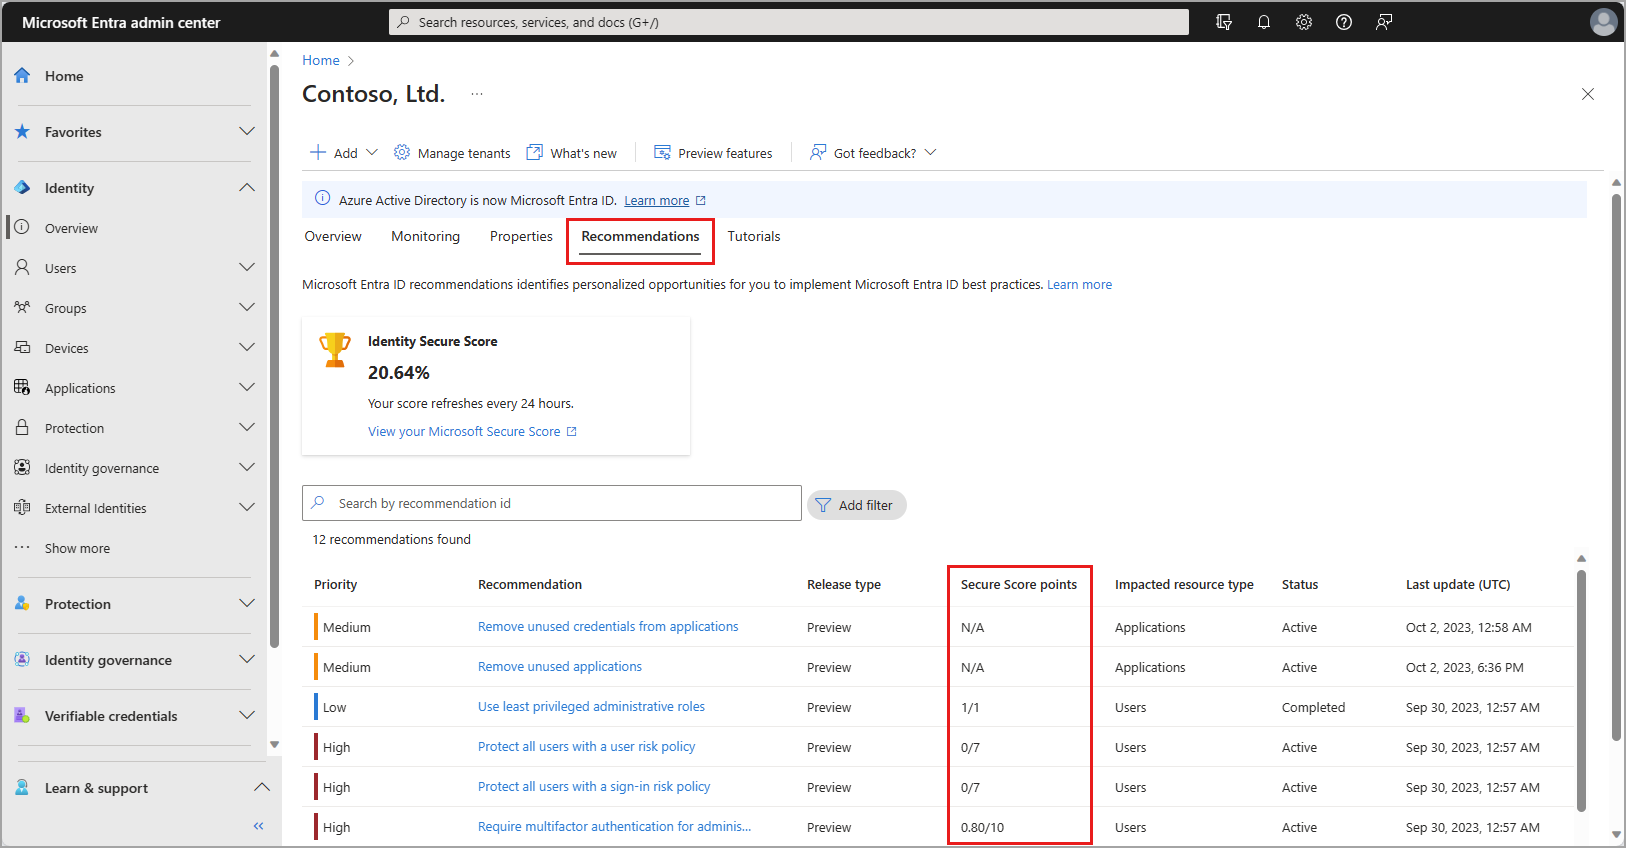 Microsoft Entra admin center
Search resources, services, and docs (G+/)
Home
Favorites
Identity
Overview
Users
Groups
Devices
Applications
Protection
Identity governance
External Identities
Show more
Protection
Identity governance
Verifiable credentials
Learn & support
Home
Contoso, Ltd.
Add
Manage tenants
What's new
Preview features
Got feedback?
Azure Active Directory is now Microsoft Entra ID. Learn more
Overview Monitoring Properties Recommendations Tutorials
Microsoft Entra ID recommendations identifies personalized opportunities for you to implement Microsoft Entra ID best practices. Learn more
Identity Secure Score
20.64%
Your score refreshes every 24 hours.
View your Microsoft Secure Score
Search by recommendation id
Add filter
12 recommendations found
Priority Recommendation Release type Secure Score points Impacted resource type Status Last update (UTC)
Medium Remove unused credentials from applications Preview N/A Applications Active Oct 2, 2023, 12:58 AM
Medium Remove unused applications Preview N/A Applications Active Oct 2, 2023, 6:36 PM
Low Use least privileged administrative roles Preview 1/1 Users Completed Sep 30, 2023, 12:57 AM
High Protect all users with a user risk policy Preview 0/7 Users Active Sep 30, 2023, 12:57 AM
High Protect all users with a sign-in risk policy Preview 0/7 Users Active Sep 30, 2023, 12:57 AM
High Require multifactor authentication for adminis... Preview 0.80/10 Users Active Sep 30, 2023, 12:57 AM